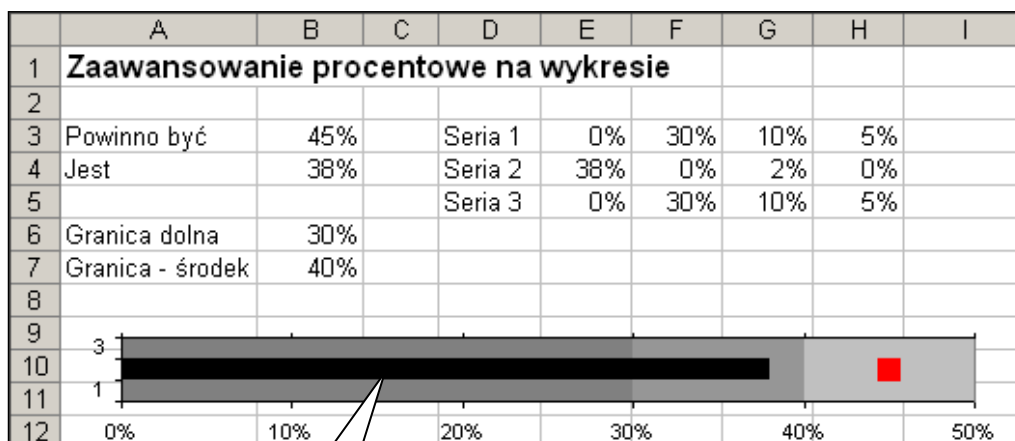 A B C D E F G H I
1 Zaawansowanie procentowe na wykresie
2
3 Powinno być 45% Seria 1 0% 30% 10% 5%
4 Jest 38% Seria 2 38% 0% 2% 0%
5 Seria 3 0% 30% 10% 5%
6 Granica dolna 30%
7 Granica - środek 40%
8
9
3
10
1
11
12 0% 10% 20% 30% 40% 50%